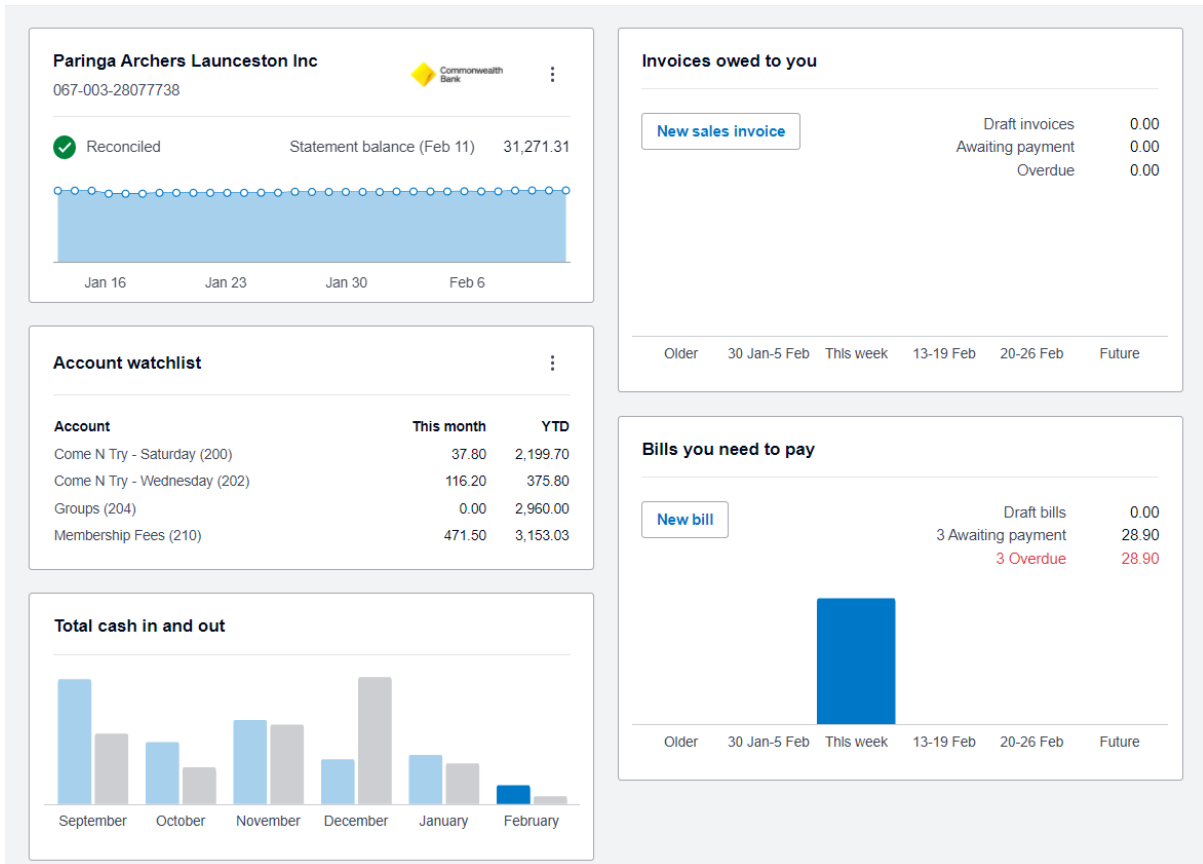 Paringa Archers Launceston Inc
067-003-28077738
Commonwealth
Bank
Reconciled Statement balance (Feb 11) 31,271.31
Jan 16 Jan 23 Jan 30 Feb 6
Account watchlist
Account This month YTD
Come N Try - Saturday (200) 37.80 2,199.70
Come N Try - Wednesday (202) 116.20 375.80
Groups (204) 0.00 2,960.00
Membership Fees (210) 471.50 3,153.03
Total cash in and out
September October November December January February
Invoices owed to you
New sales invoice
Draft invoices 0.00
Awaiting payment 0.00
Overdue 0.00
Older 30 Jan-5 Feb This week 13-19 Feb 20-26 Feb Future
Bills you need to pay
New bill
Draft bills 0.00
3 Awaiting payment 28.90
3 Overdue 28.90
Older 30 Jan-5 Feb This week 13-19 Feb 20-26 Feb Future